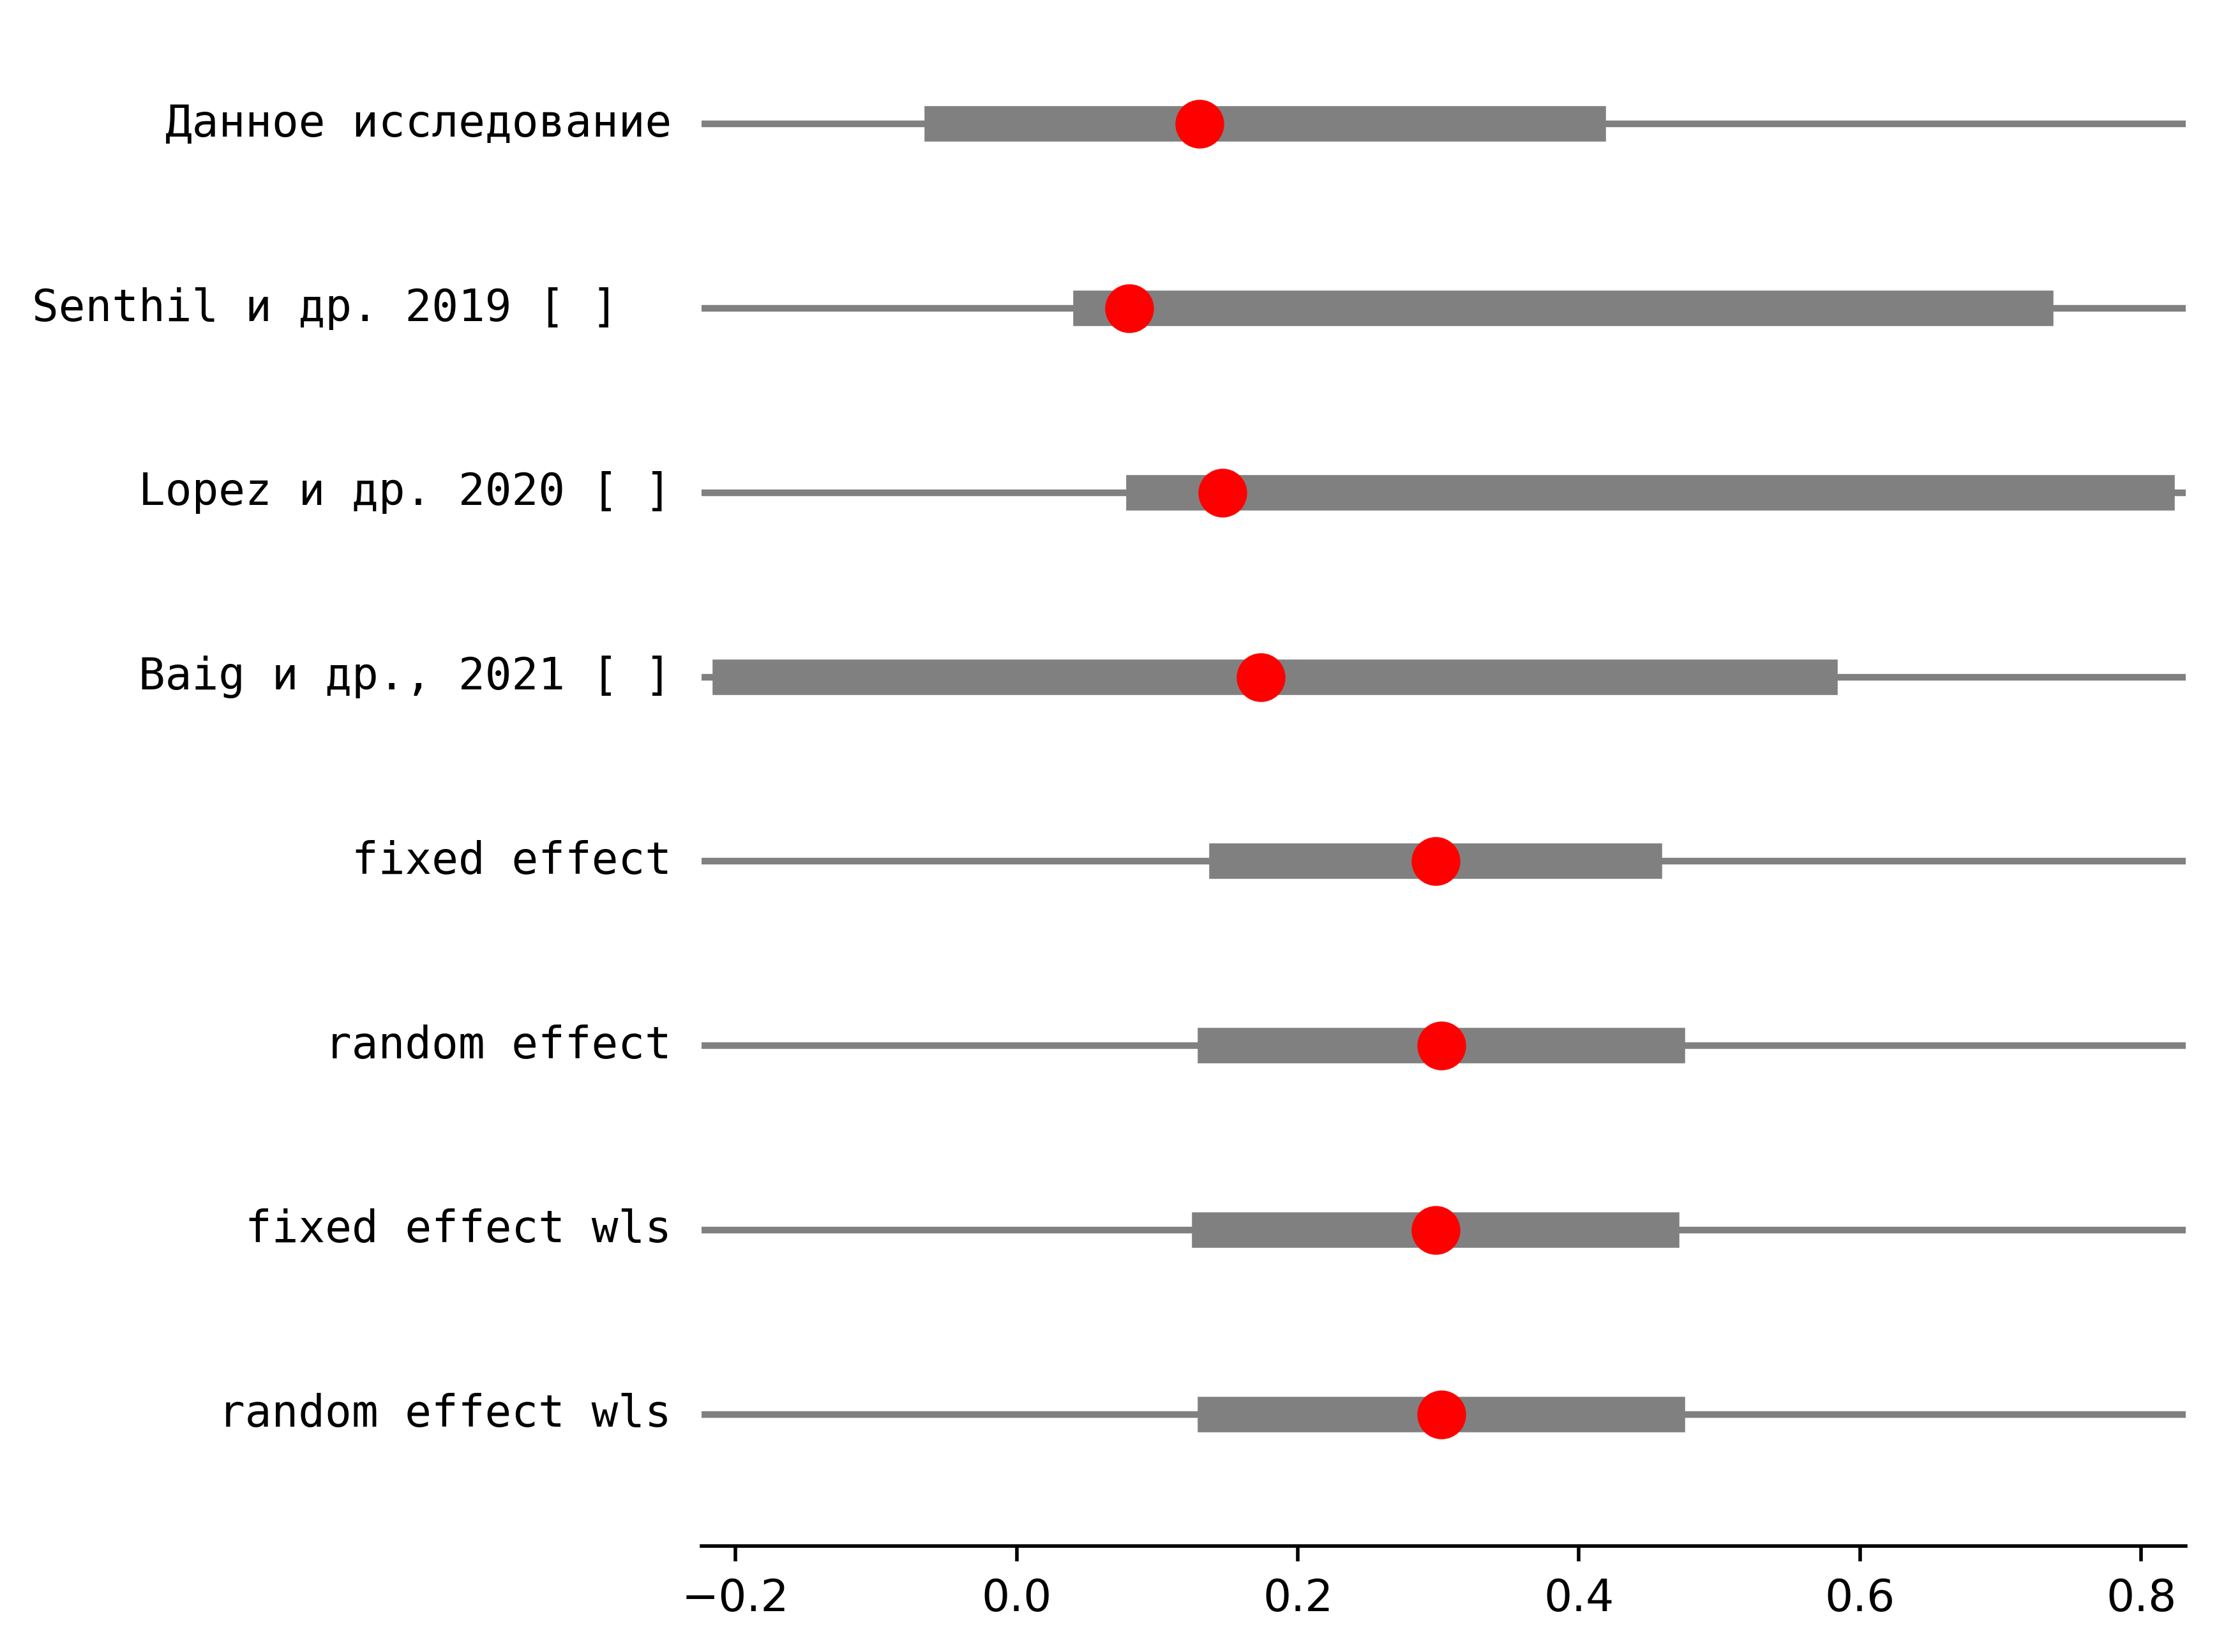 Данное исследование
Senthil и др. 2019 [ ]
Lopez и др. 2020 [ ]
Baig и др., 2021 [ ]
fixed effect
random effect
fixed effect wls
random effect wls
−0.2 0.0 0.2 0.4 0.6 0.8